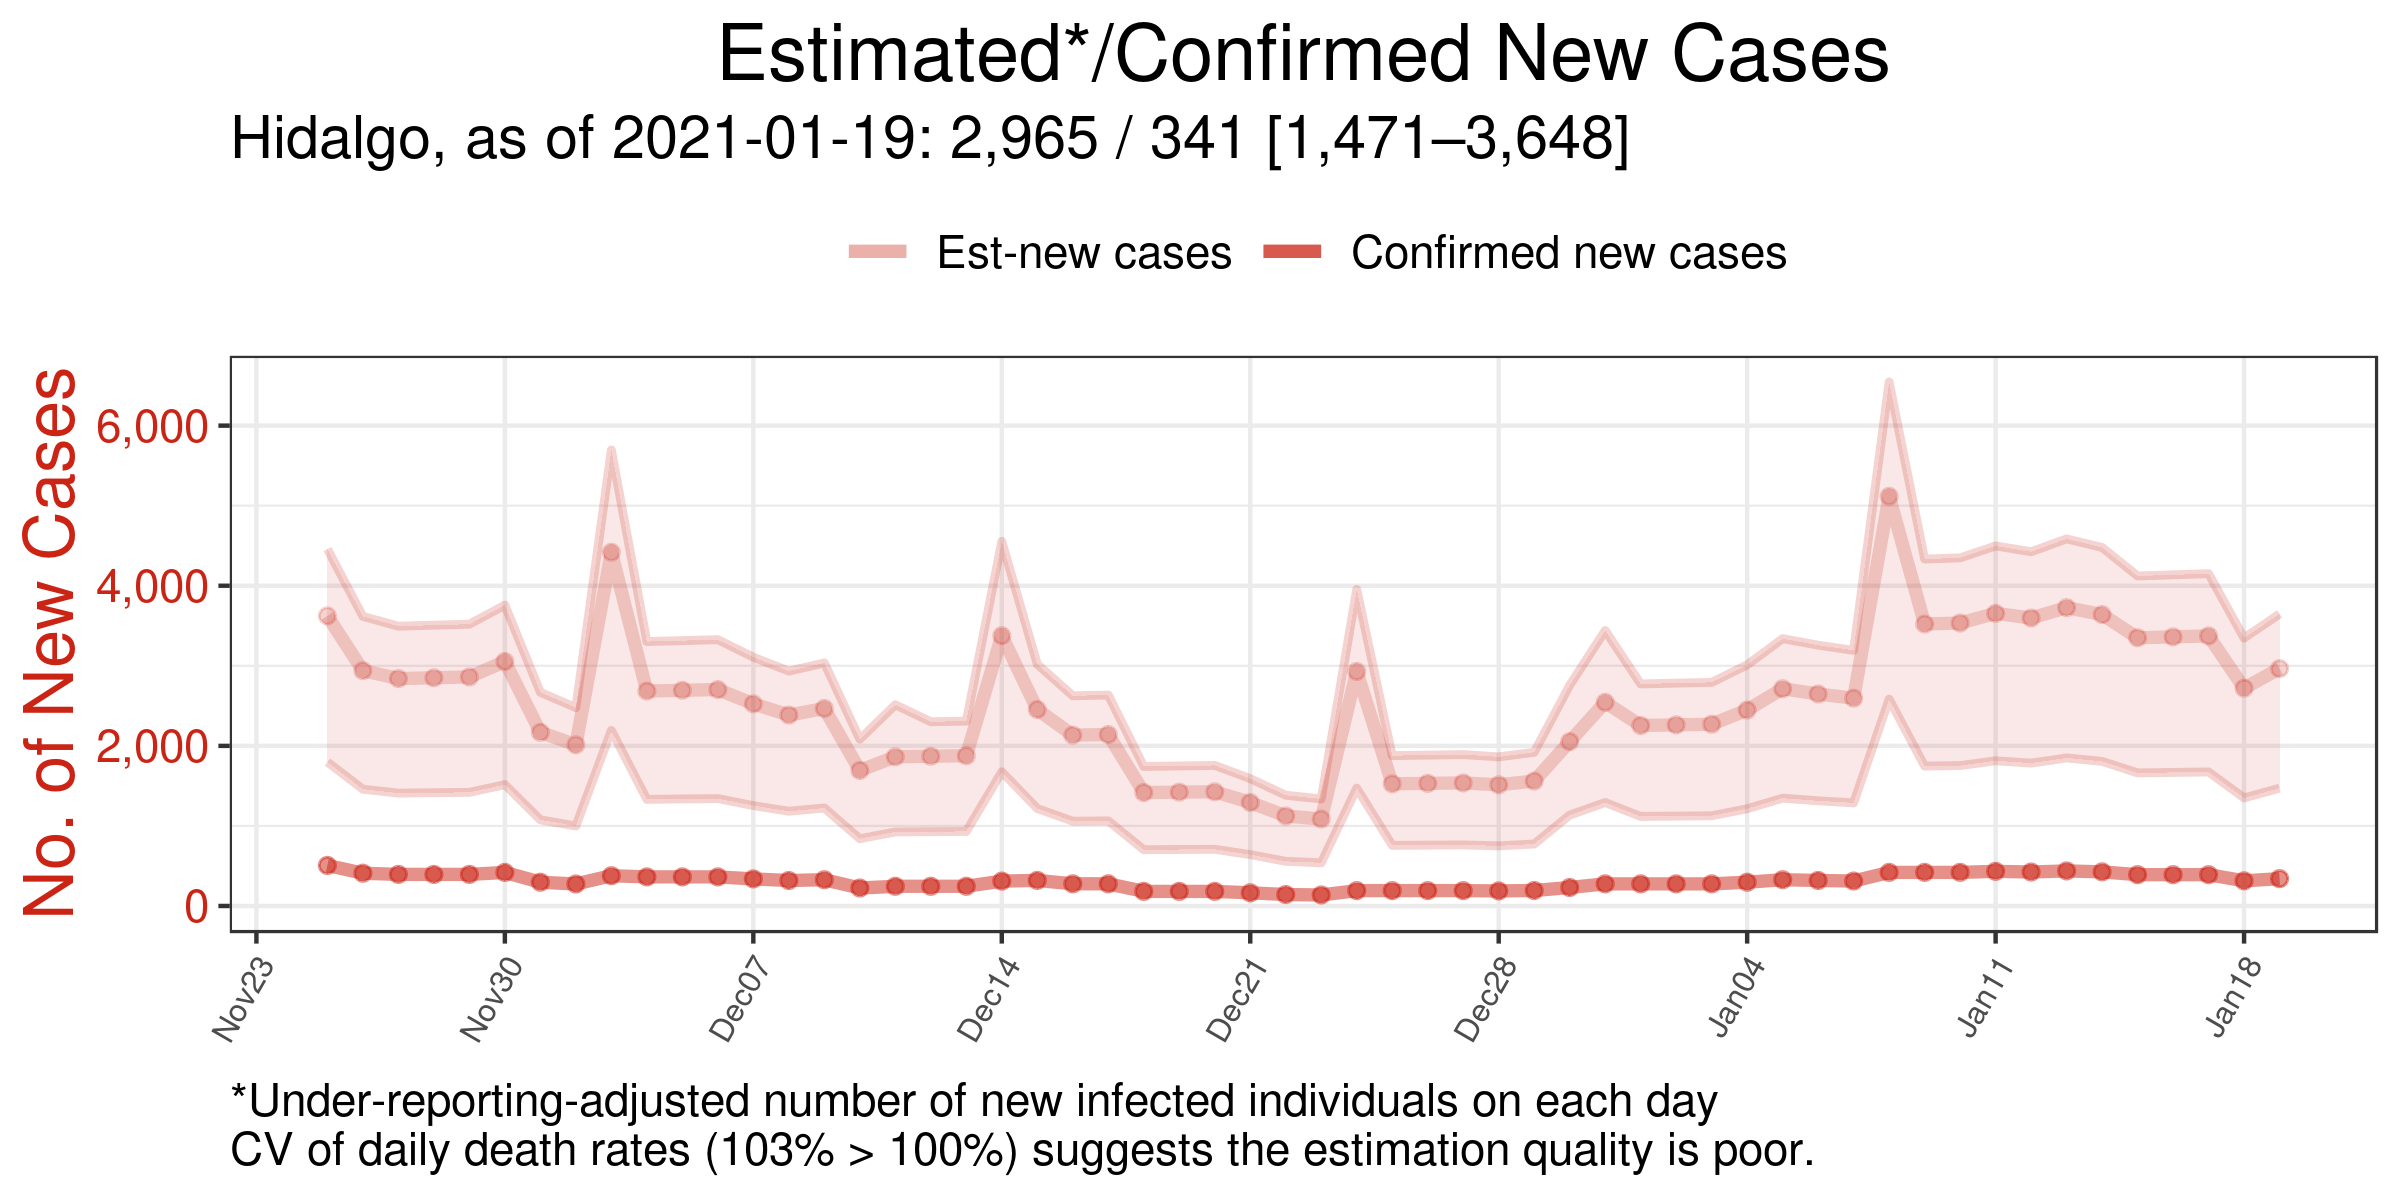 Estimated*/Confirmed New Cases
Hidalgo, as of 2021-01-19: 2,965 / 341 [1,471–3,648]
Est-new cases
Confirmed new cases
No. of New Cases
6,000
4,000
2,000
0
Nov23
Nov30
Dec07
Dec14
Dec21
Dec28
Jan04
Jan11
Jan18
*Under-reporting-adjusted number of new infected individuals on each day
CV of daily death rates (103% > 100%) suggests the estimation quality is poor.